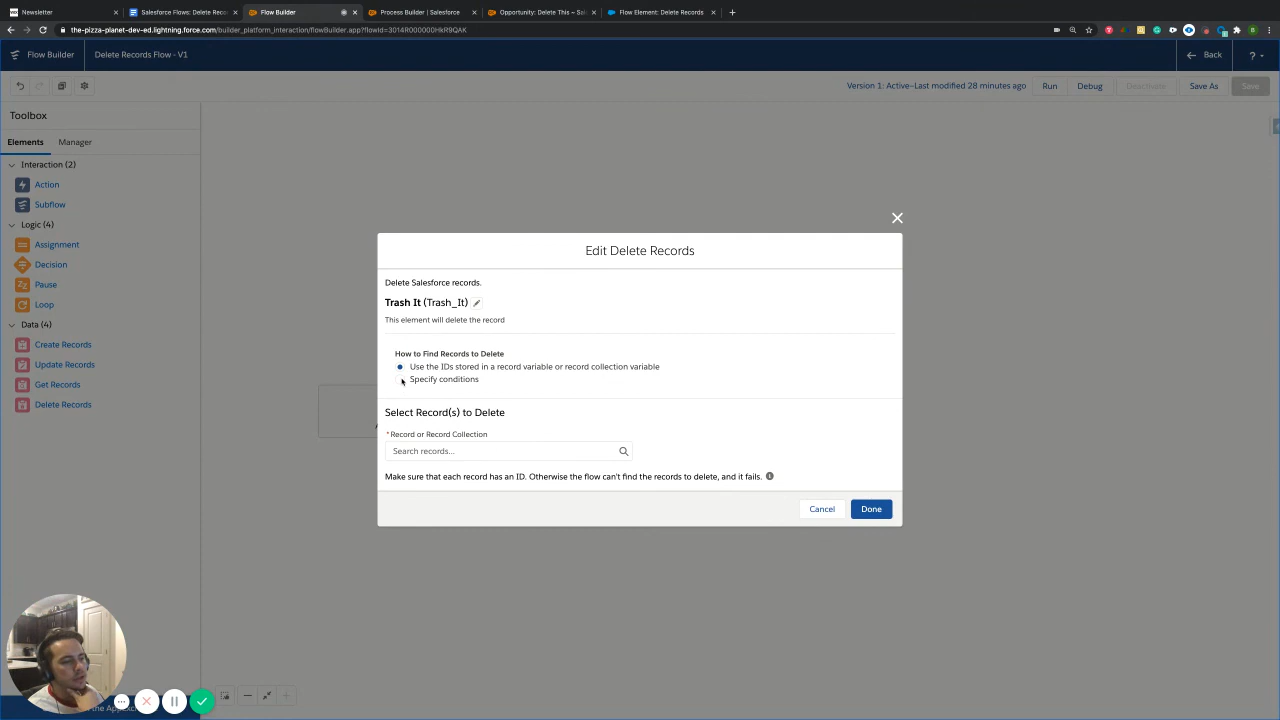 Newsletter
Salesforce Flows: Delete Reco
Flow Builder
Process Builder | Salesforce
Opportunity: Delete This ~ Sal
Flow Element: Delete Records
the-pizza-planet-dev-ed.lightning.force.com/builder_platform_interaction/flowBuilder.app?flowId=3014R000000HkR9QAK
Flow Builder
Delete Records Flow - V1
Back
?
Version 1: Active–Last modified 28 minutes ago
Run
Debug
Deactivate
Save As
Save
Toolbox
Elements
Manager
Interaction (2)
Action
Subflow
Logic (4)
Assignment
Decision
Pause
Loop
Data (4)
Create Records
Update Records
Get Records
Delete Records
Edit Delete Records
Delete Salesforce records.
Trash It (Trash_It)
This element will delete the record
How to Find Records to Delete
Use the IDs stored in a record variable or record collection variable
Specify conditions
Select Record(s) to Delete
* Record or Record Collection
Search records...
Make sure that each record has an ID. Otherwise the flow can't find the records to delete, and it fails.
Cancel
Done